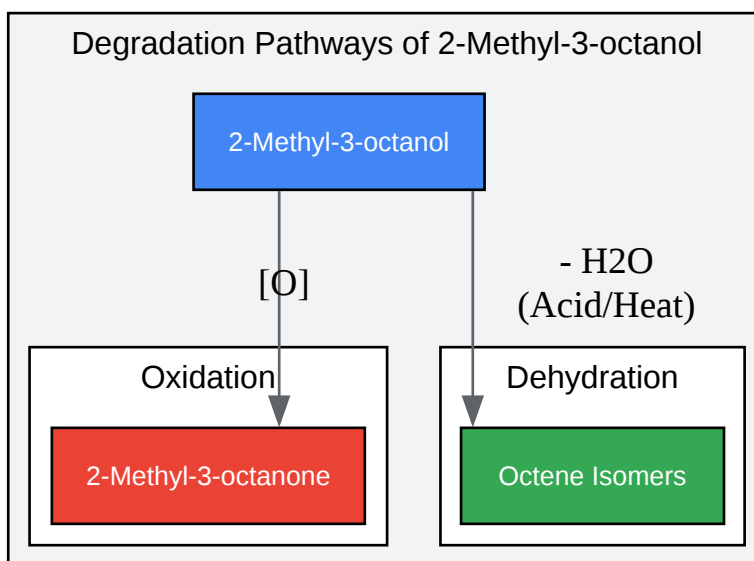 Degradation Pathways of 2-Methyl-3-octanol
2-Methyl-3-octanol
[O]
- H2O
(Acid/Heat)
Oxidation
Dehydration
2-Methyl-3-octanone
Octene Isomers